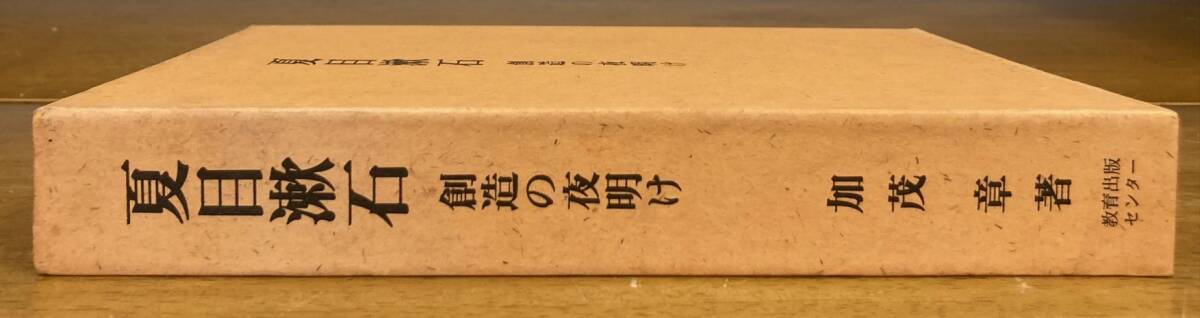 夏目漱石 創造の夜明け
夏目漱石
創造の夜明け
加茂 章 著
教育出版
センター